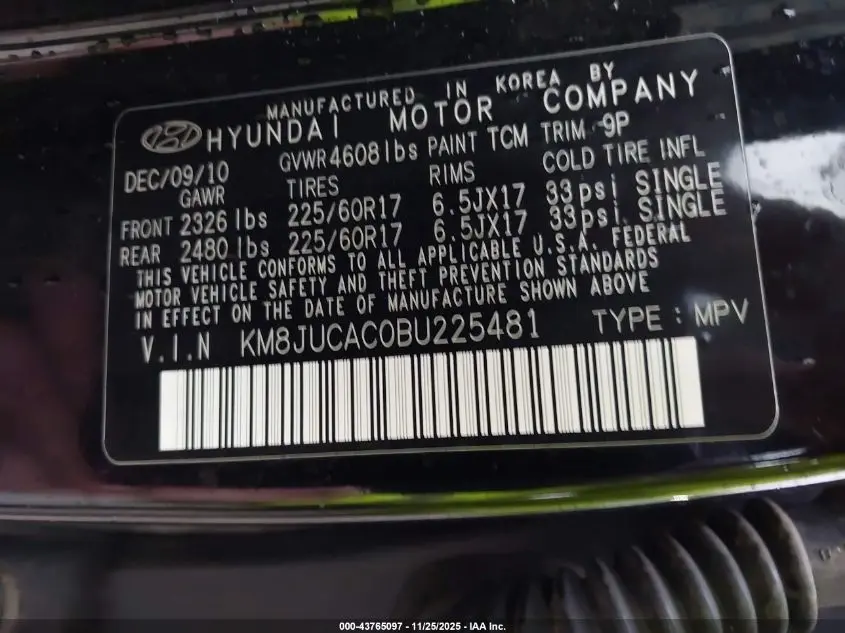 MANUFACTURED IN KOREA BY
HYUNDAI MOTOR COMPANY
DEC/09/10 GVWR 4608 lbs PAINT TCM TRIM 9P
GAWR TIRES RIMS COLD TIRE INFL
FRONT 2326 lbs 225/60R17 6.5JX17 33psi SINGLE
REAR 2480 lbs 225/60R17 6.5JX17 33psi SINGLE
THIS VEHICLE CONFORMS TO ALL APPLICABLE U.S.A. FEDERAL
MOTOR VEHICLE SAFETY AND THEFT PREVENTION STANDARDS
IN EFFECT ON THE DATE OF MANUFACTURE SHOWN ABOVE
V.I.N KM8JUCAC0BU225481 TYPE : MPV
000-43765097 - 11/25/2025 - IAA Inc.